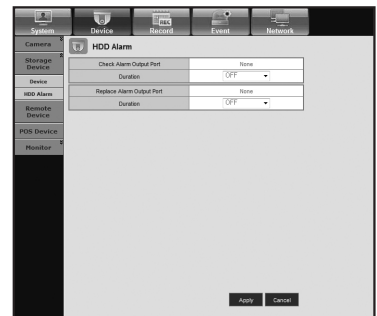 System Device Record Event Network
REC
Camera
Storage
Device
Device
HDD Alarm
Remote
Device
POS Device
Monitor
HDD Alarm
Check Alarm Output Port None
Duration OFF
Replace Alarm Output Port None
Duration OFF
Apply Cancel